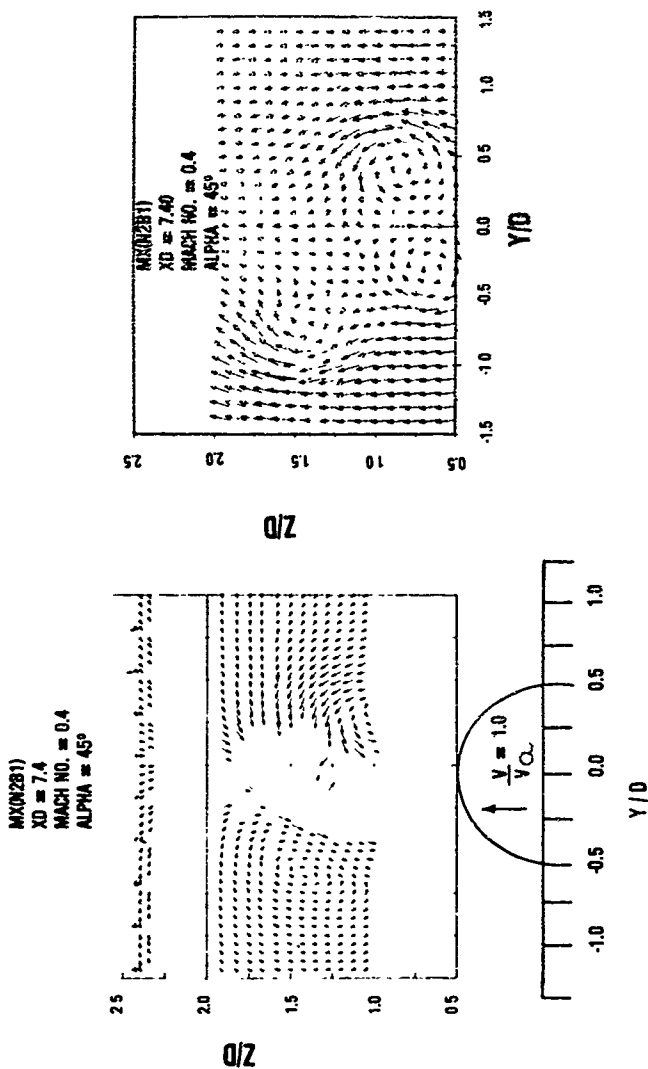 MX(N2B1)
XD = 7.4
MACH NO. = 0.4
ALPHA = 45°
Z/D
2.5
2.0
1.5
1.0
0.5
V/Vα = 1.0
-1.0
-0.5
0.0
0.5
1.0
Y/D
MX(N2B1)
XD = 7.40
MACH NO. = 0.4
ALPHA = 45°
Z/D
2.5
2.0
1.5
1.0
0.5
-1.5
-1.0
-0.5
0.0
0.5
1.0
1.5
Y/D